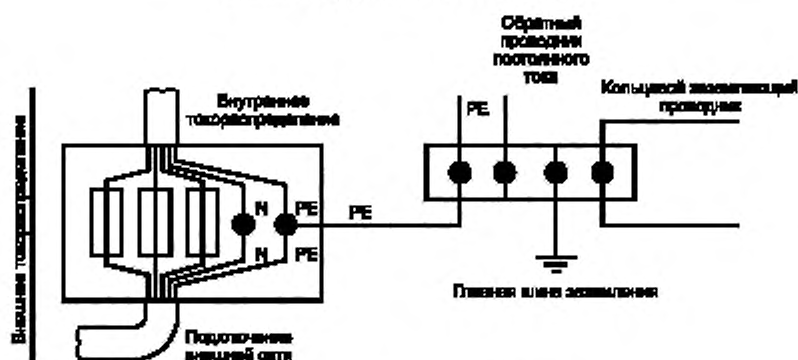 Обратный
проводник
постоянного
тока
Кольцевой заземляющий
проводник
Внутреннее
токораспределение
PE
N
PE
PE
N
PE
Главная шина заземления
Внешнее токораспределение
Подключение
внешней сети